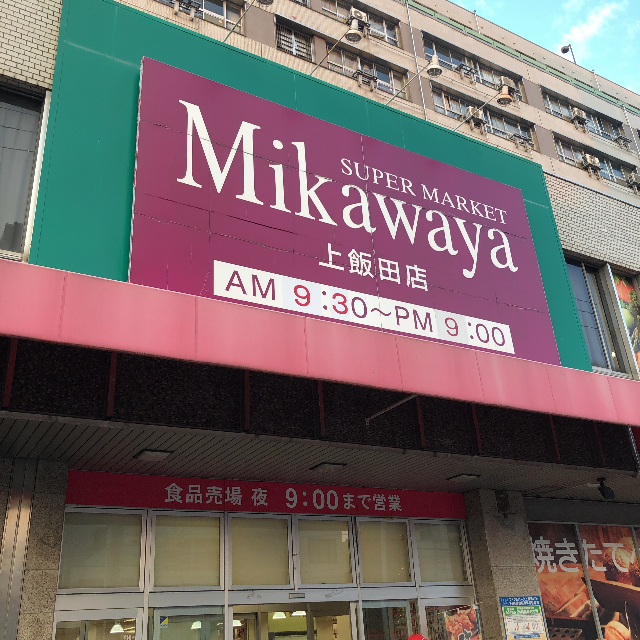 SUPER MARKET
Mikawaya
上飯田店
AM 9:30～PM 9:00
食品売場 夜 9:00まで営業
焼きたて